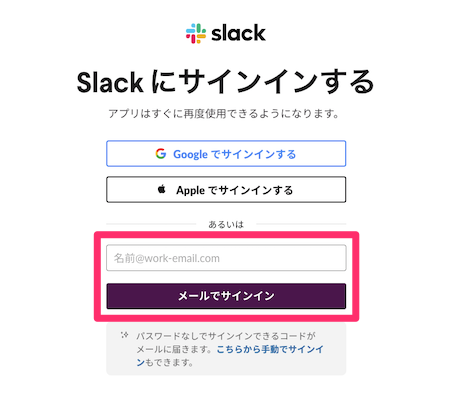 slack
Slack にサインインする
アプリはすぐに再度使用できるようになります。
Google でサインインする
Apple でサインインする
あるいは
名前@work-email.com
メールでサインイン
パスワードなしでサインインできるコードが
メールに届きます。こちらから手動でサインイ
ンもできます。